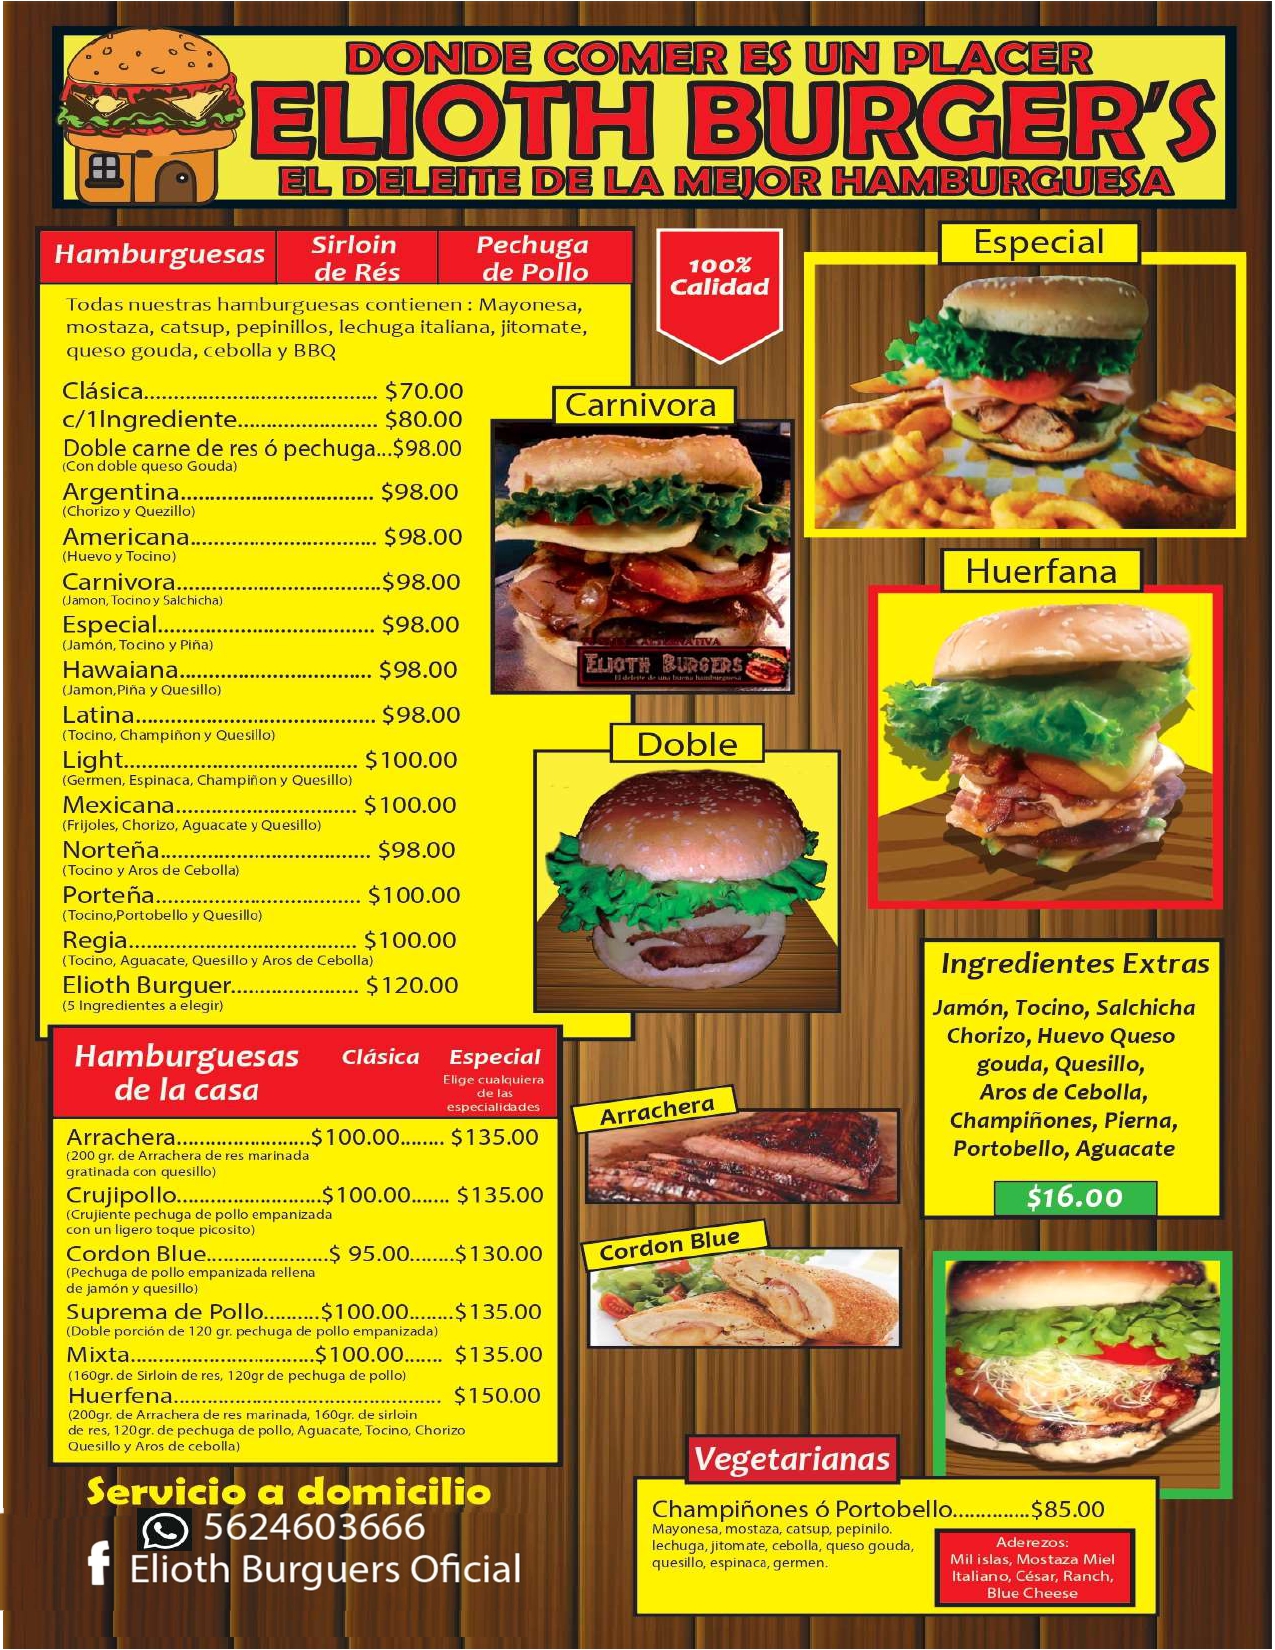 DONDE COMER ES UN PLACER
ELIOTH BURGER'S
EL DELEITE DE LA MEJOR HAMBURGUESA
Hamburguesas Sirloin de Rés Pechuga de Pollo
Todas nuestras hamburguesas contienen : Mayonesa,
mostaza, catsup, pepinillos, lechuga italiana, jitomate,
queso gouda, cebolla y BBQ
Clásica........................................ $70.00
c/1Ingrediente........................ $80.00
Doble carne de res ó pechuga...$98.00
(Con doble queso Gouda)
Argentina................................. $98.00
(Chorizo y Quezillo)
Americana................................ $98.00
(Huevo y Tocino)
Carnivora...................................$98.00
(Jamon, Tocino y Salchicha)
Especial..................................... $98.00
(Jamón, Tocino y Piña)
Hawaiana................................. $98.00
(Jamon,Piña y Quesillo)
Latina......................................... $98.00
(Tocino, Champiñon y Quesillo)
Light........................................ $100.00
(Germen, Espinaca, Champiñon y Quesillo)
Mexicana............................... $100.00
(Frijoles, Chorizo, Aguacate y Quesillo)
Norteña.................................... $98.00
(Tocino y Aros de Cebolla)
Porteña................................... $100.00
(Tocino,Portobello y Quesillo)
Regia....................................... $100.00
(Tocino, Aguacate, Quesillo y Aros de Cebolla)
Elioth Burguer...................... $120.00
(5 Ingredientes a elegir)
100%
Calidad
Especial
Carnivora
ELIOTH BURGERS
El deleite de una buena hamburguesa
Huerfana
Doble
Ingredientes Extras
Jamón, Tocino, Salchicha
Chorizo, Huevo Queso
gouda, Quesillo,
Aros de Cebolla,
Champiñones, Pierna,
Portobello, Aguacate
$16.00
Hamburguesas de la casa Clásica Especial
Elige cualquiera
de las
especialidades
Arrachera.......................$100.00........ $135.00
(200 gr. de Arrachera de res marinada
gratinada con quesillo)
Crujipollo.........................$100.00....... $135.00
(Crujiente pechuga de pollo empanizada
con un ligero toque picosito)
Cordon Blue.....................$ 95.00........$130.00
(Pechuga de pollo empanizada rellena
de jamón y quesillo)
Suprema de Pollo..........$100.00........$135.00
(Doble porción de 120 gr. pechuga de pollo empanizada)
Mixta................................$100.00....... $135.00
(160gr. de Sirloin de res, 120gr de pechuga de pollo)
Huerfena.............................................. $150.00
(200gr. de Arrachera de res marinada, 160gr. de sirloin
de res, 120gr. de pechuga de pollo, Aguacate, Tocino, Chorizo
Quesillo y Aros de cebolla)
Arrachera
Cordon Blue
Servicio a domicilio
5624603666
f Elioth Burguers Oficial
Vegetarianas
Champiñones ó Portobello..............$85.00
Mayonesa, mostaza, catsup, pepinilo.
lechuga, jitomate, cebolla, queso gouda,
quesillo, espinaca, germen.
Aderezos:
Mil islas, Mostaza Miel
Italiano, César, Ranch,
Blue Cheese